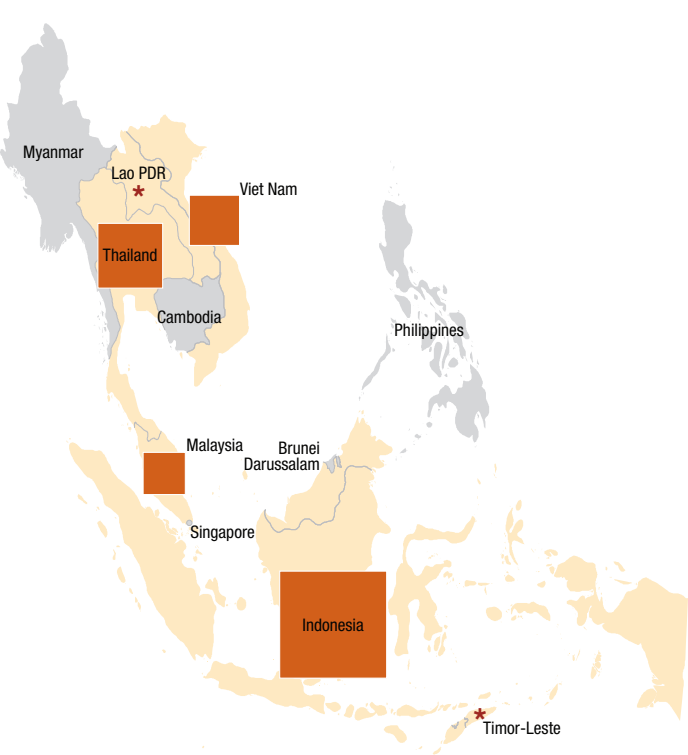 Myanmar
Lao PDR
*
Viet Nam
Thailand
Cambodia
Philippines
Malaysia
Brunei
Darussalam
Singapore
Indonesia
*
Timor-Leste